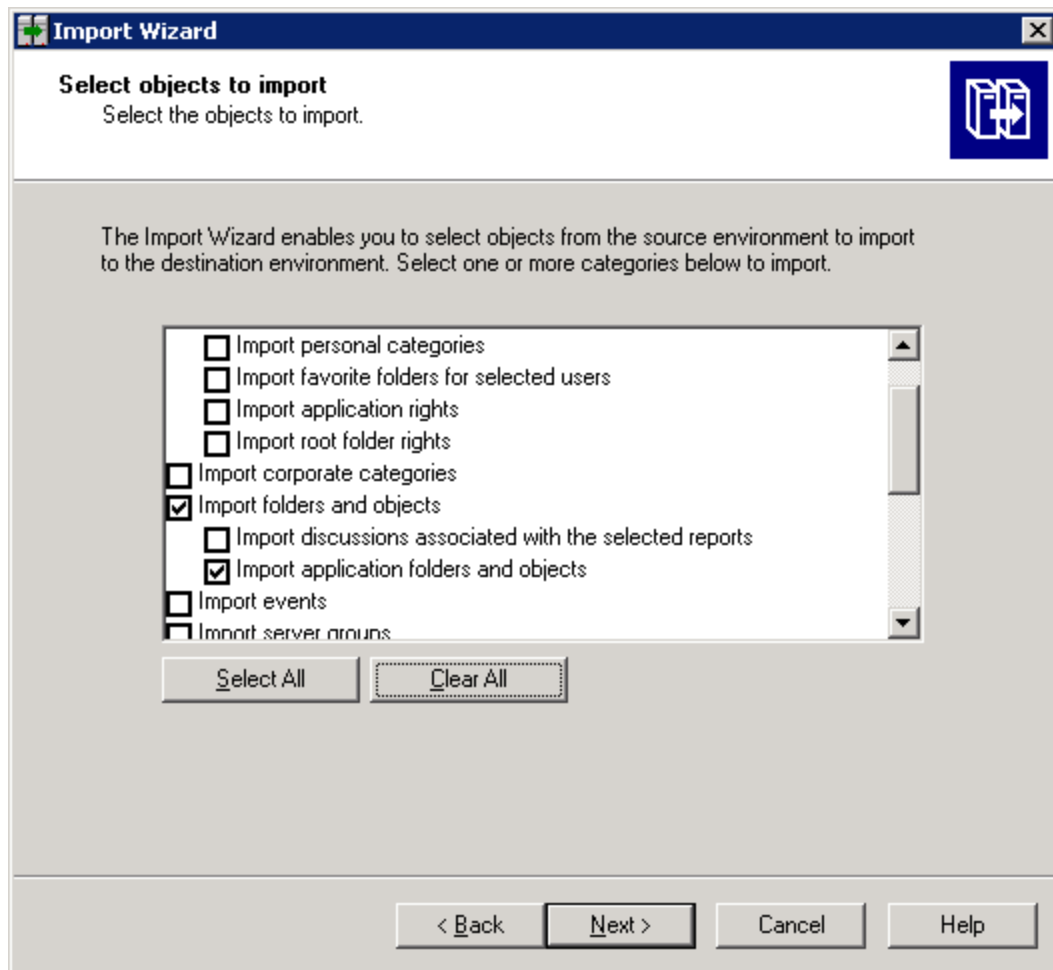 Import Wizard
Select objects to import
Select the objects to import.
The Import Wizard enables you to select objects from the source environment to import
to the destination environment. Select one or more categories below to import.
Import personal categories
Import favorite folders for selected users
Import application rights
Import root folder rights
Import corporate categories
Import folders and objects
Import discussions associated with the selected reports
Import application folders and objects
Import events
Import server groups
Select All
Clear All
< Back
Next >
Cancel
Help